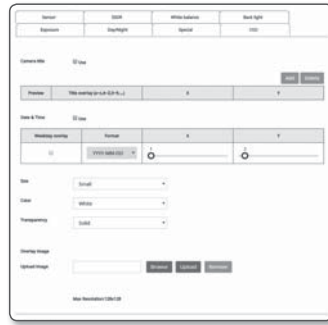 Sensor SSDR White balance Back light
Exposure Day/Night Special OSD
Camera title Use
Add Delete
Preview X Y
Date & Time Use
Weekday overlay Format X Y
YYYY-MM-DD 1 2
Size Small
Color White
Transparency Solid
Overlay image
Upload image Browse Upload Remove
Max Resolution:128x128